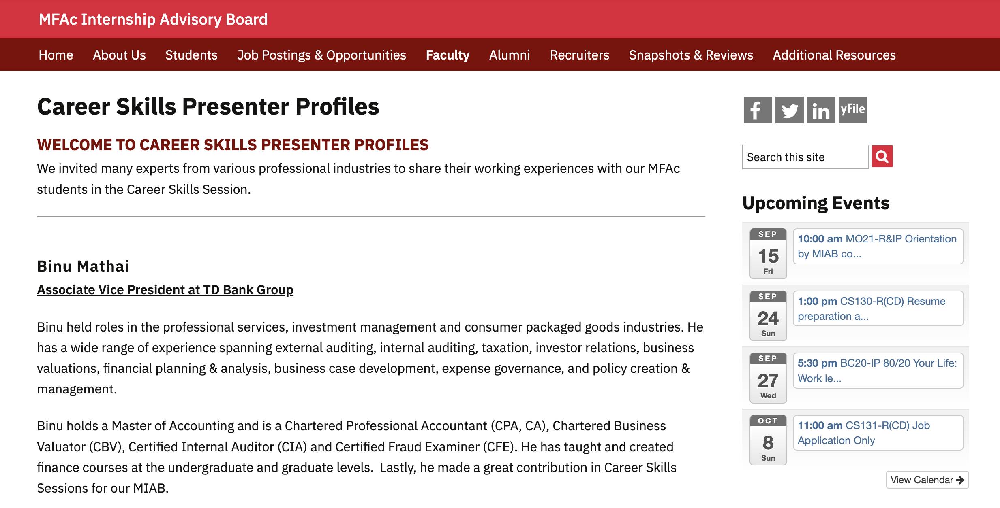 MFAc Internship Advisory Board
Home About Us Students Job Postings & Opportunities Faculty Alumni Recruiters Snapshots & Reviews Additional Resources
Career Skills Presenter Profiles
WELCOME TO CAREER SKILLS PRESENTER PROFILES
We invited many experts from various professional industries to share their working experiences with our MFAc
students in the Career Skills Session.
Binu Mathai
Associate Vice President at TD Bank Group
Binu held roles in the professional services, investment management and consumer packaged goods industries. He
has a wide range of experience spanning external auditing, internal auditing, taxation, investor relations, business
valuations, financial planning & analysis, business case development, expense governance, and policy creation &
management.
Binu holds a Master of Accounting and is a Chartered Professional Accountant (CPA, CA), Chartered Business
Valuator (CBV), Certified Internal Auditor (CIA) and Certified Fraud Examiner (CFE). He has taught and created
finance courses at the undergraduate and graduate levels.  Lastly, he made a great contribution in Career Skills
Sessions for our MIAB.
f in yFile
Search this site
Upcoming Events
SEP
15
Fri
10:00 am MO21-R&IP Orientation
by MIAB co...
SEP
24
Sun
1:00 pm CS130-R(CD) Resume
preparation a...
SEP
27
Wed
5:30 pm BC20-IP 80/20 Your Life:
Work le...
OCT
8
Sun
11:00 am CS131-R(CD) Job
Application Only
View Calendar